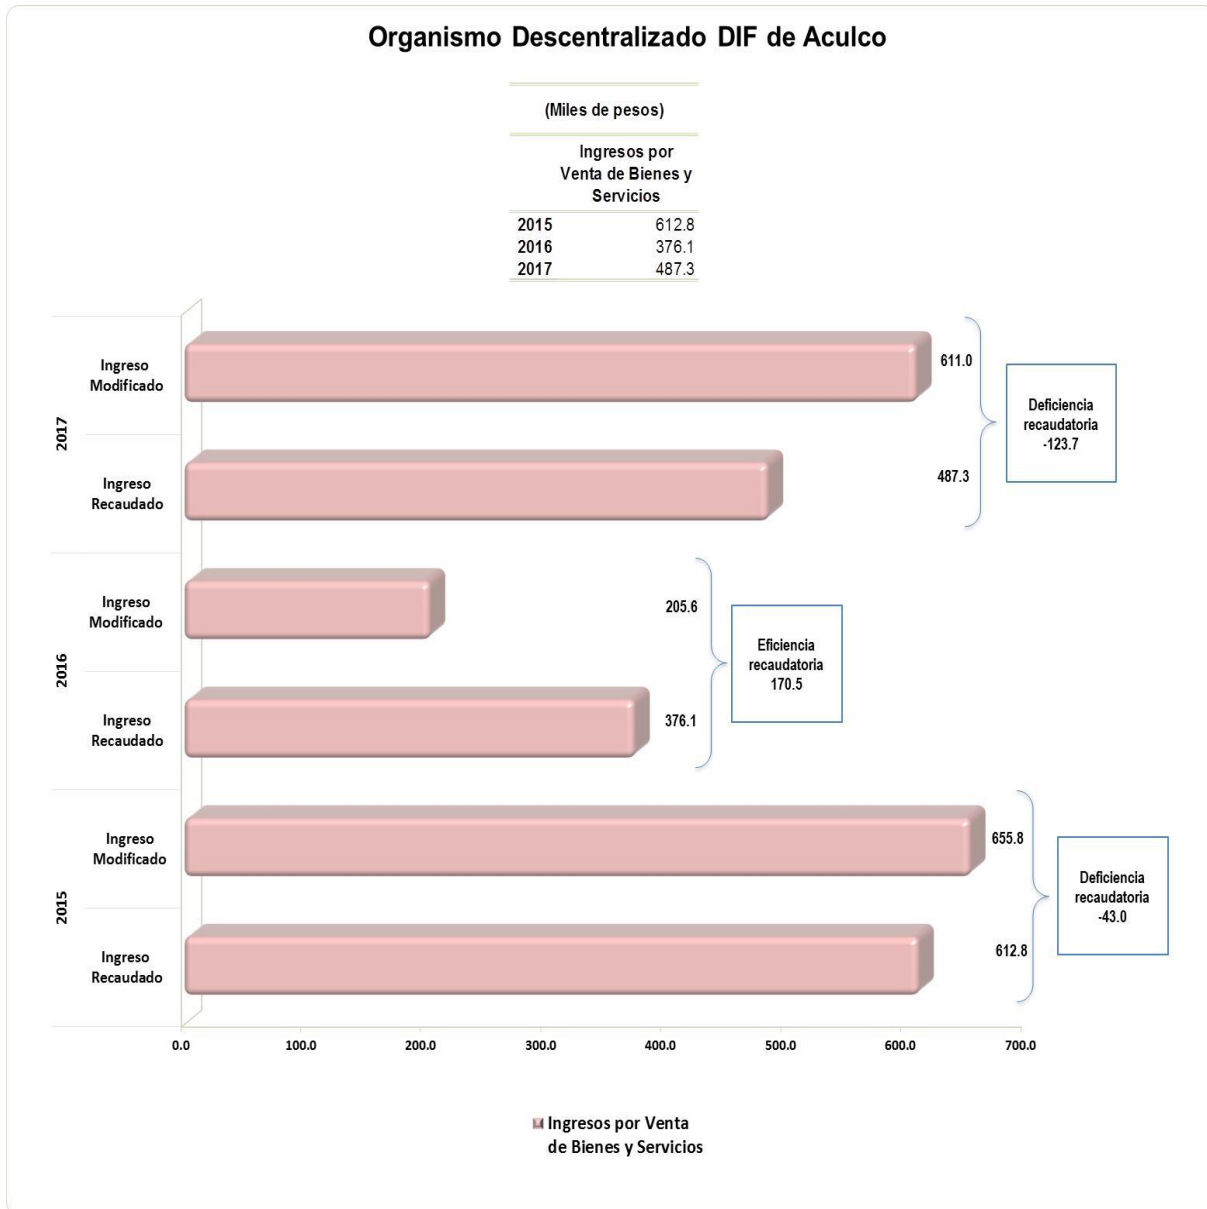 Organismo Descentralizado DIF de Aculco
(Miles de pesos)
Ingresos por
Venta de Bienes y
Servicios
2015 612.8
2016 376.1
2017 487.3
2017
Ingreso
Modificado
611.0
Ingreso
Recaudado
487.3
Deficiencia
recaudatoria
-123.7
2016
Ingreso
Modificado
205.6
Ingreso
Recaudado
376.1
Eficiencia
recaudatoria
170.5
2015
Ingreso
Modificado
655.8
Ingreso
Recaudado
612.8
Deficiencia
recaudatoria
-43.0
0.0 100.0 200.0 300.0 400.0 500.0 600.0 700.0
Ingresos por Venta
de Bienes y Servicios